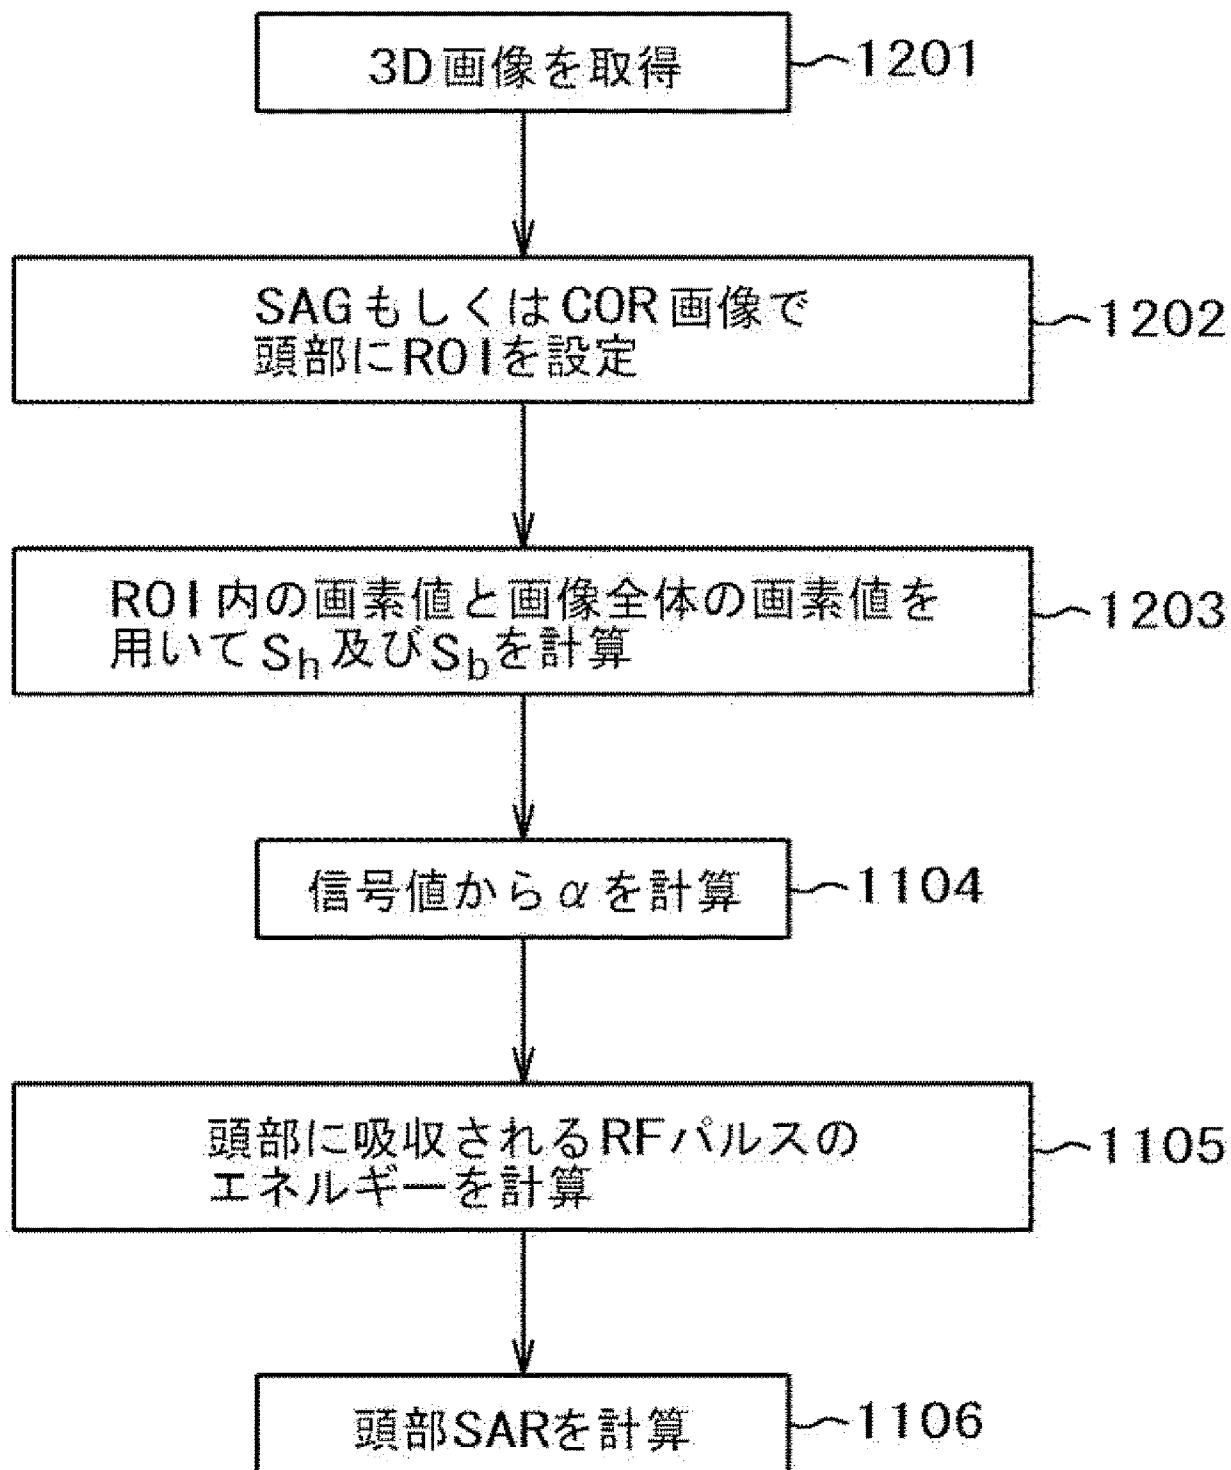 3D画像を取得
1201
SAGもしくはCOR画像で
頭部にROIを設定
1202
ROI内の画素値と画像全体の画素値を
用いてSh及びSbを計算
1203
信号値からαを計算
1104
頭部に吸収されるRFパルスの
エネルギーを計算
1105
頭部SARを計算
1106